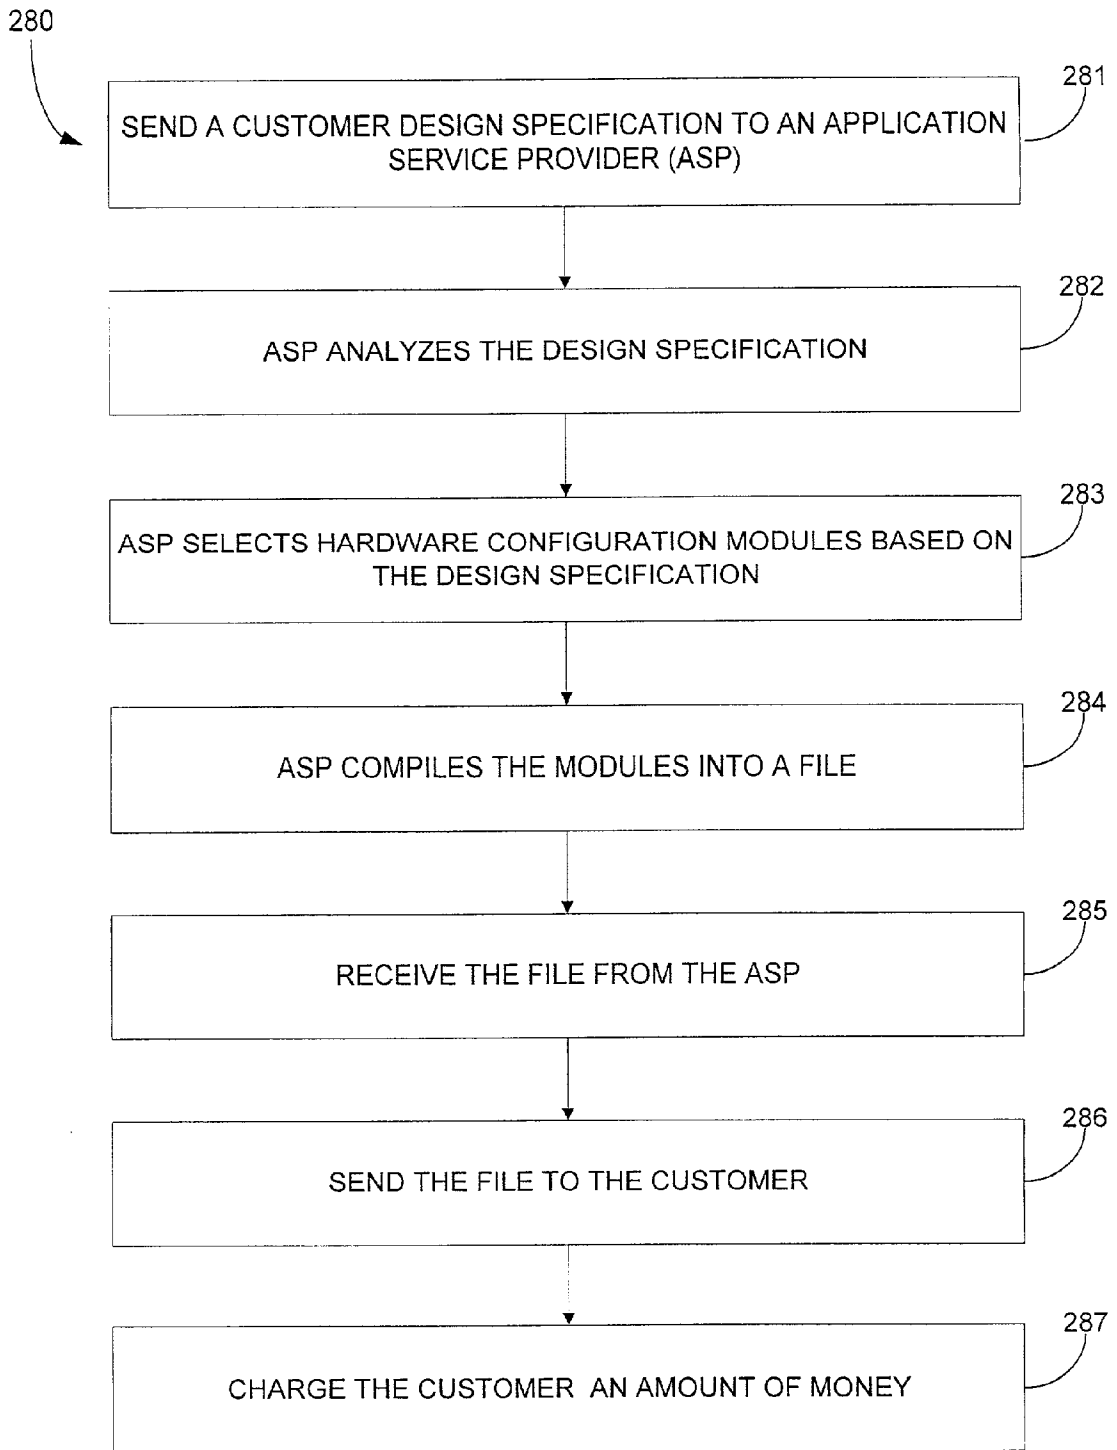 280
281
SEND A CUSTOMER DESIGN SPECIFICATION TO AN APPLICATION
SERVICE PROVIDER (ASP)
282
ASP ANALYZES THE DESIGN SPECIFICATION
283
ASP SELECTS HARDWARE CONFIGURATION MODULES BASED ON
THE DESIGN SPECIFICATION
284
ASP COMPILES THE MODULES INTO A FILE
285
RECEIVE THE FILE FROM THE ASP
286
SEND THE FILE TO THE CUSTOMER
287
CHARGE THE CUSTOMER AN AMOUNT OF MONEY